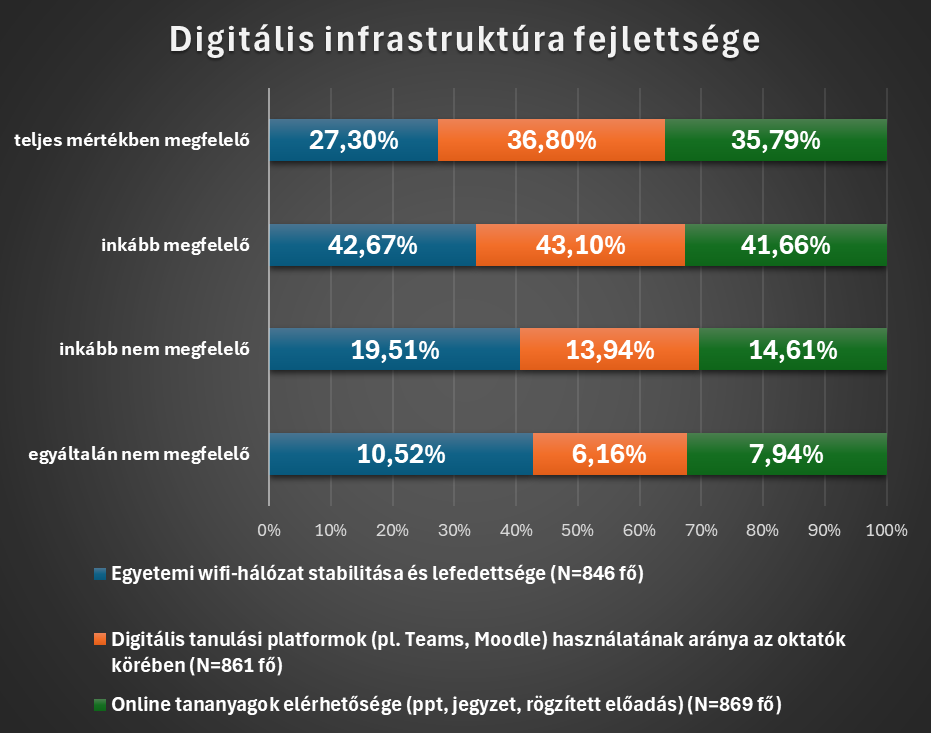 Digitális infrastruktúra fejlettsége
teljes mértékben megfelelő
27,30%
36,80%
35,79%
inkább megfelelő
42,67%
43,10%
41,66%
inkább nem megfelelő
19,51%
13,94%
14,61%
egyáltalán nem megfelelő
10,52%
6,16%
7,94%
0% 10% 20% 30% 40% 50% 60% 70% 80% 90% 100%
Egyetemi wifi-hálózat stabilitása és lefedettsége (N=846 fő)
Digitális tanulási platformok (pl. Teams, Moodle) használatának aránya az oktatók
körében (N=861 fő)
Online tananyagok elérhetősége (ppt, jegyzet, rögzített előadás) (N=869 fő)